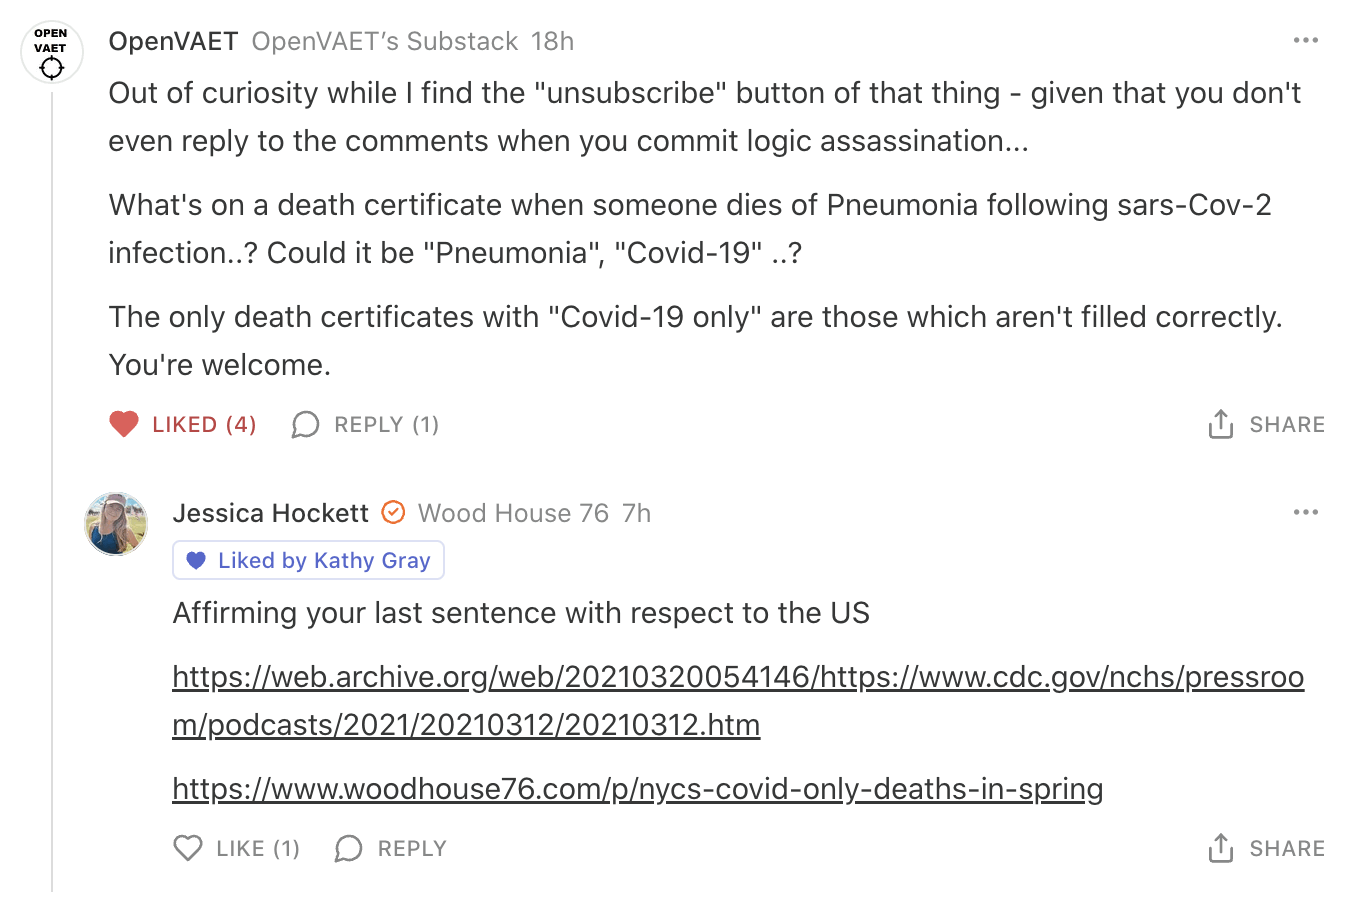 OPEN
VAET
OpenVAET OpenVAET’s Substack 18h
Out of curiosity while I find the "unsubscribe" button of that thing - given that you don't
even reply to the comments when you commit logic assassination...
What's on a death certificate when someone dies of Pneumonia following sars-Cov-2
infection..? Could it be "Pneumonia", "Covid-19" ..?
The only death certificates with "Covid-19 only" are those which aren't filled correctly.
You're welcome.
LIKED (4) REPLY (1) SHARE
Jessica Hockett Wood House 76 7h
Liked by Kathy Gray
Affirming your last sentence with respect to the US
https://web.archive.org/web/20210320054146/https://www.cdc.gov/nchs/pressroo
m/podcasts/2021/20210312/20210312.htm
https://www.woodhouse76.com/p/nycs-covid-only-deaths-in-spring
LIKE (1) REPLY SHARE